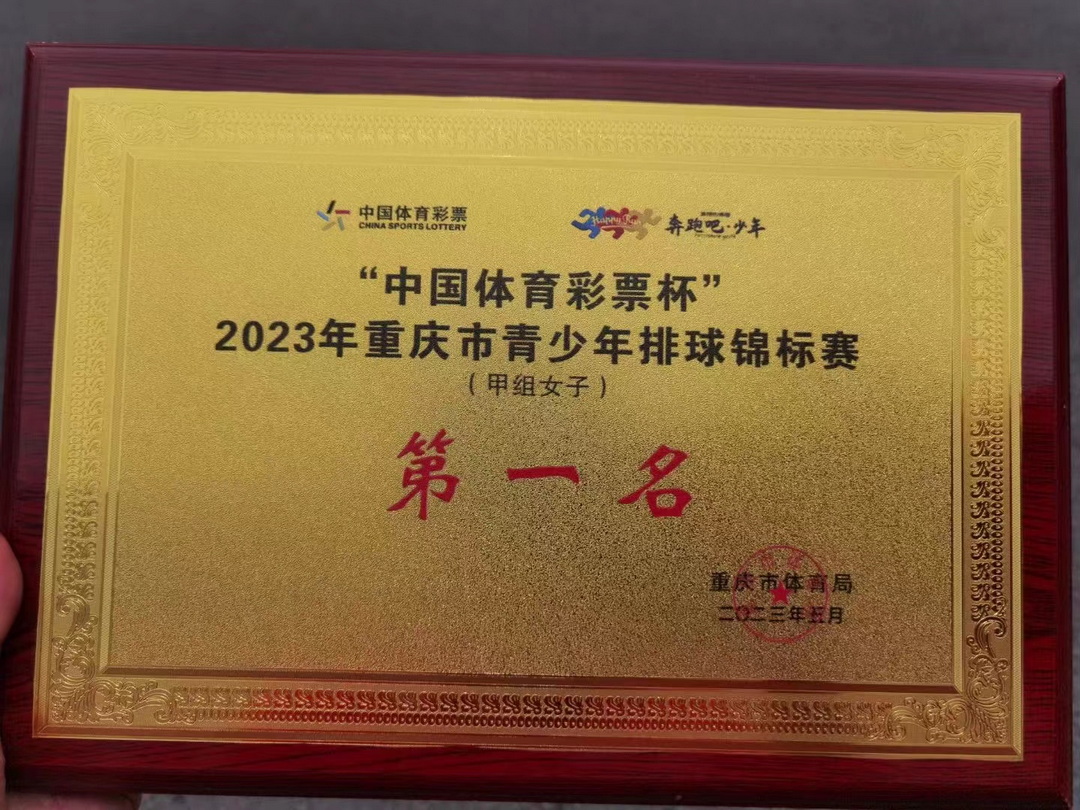 中国体育彩票
CHINA SPORTS LOTTERY
Happy Run
奔跑吧·少年
“中国体育彩票杯”
2023年重庆市青少年排球锦标赛
（甲组女子）
第一名
重庆市体育局
二〇二三年五月